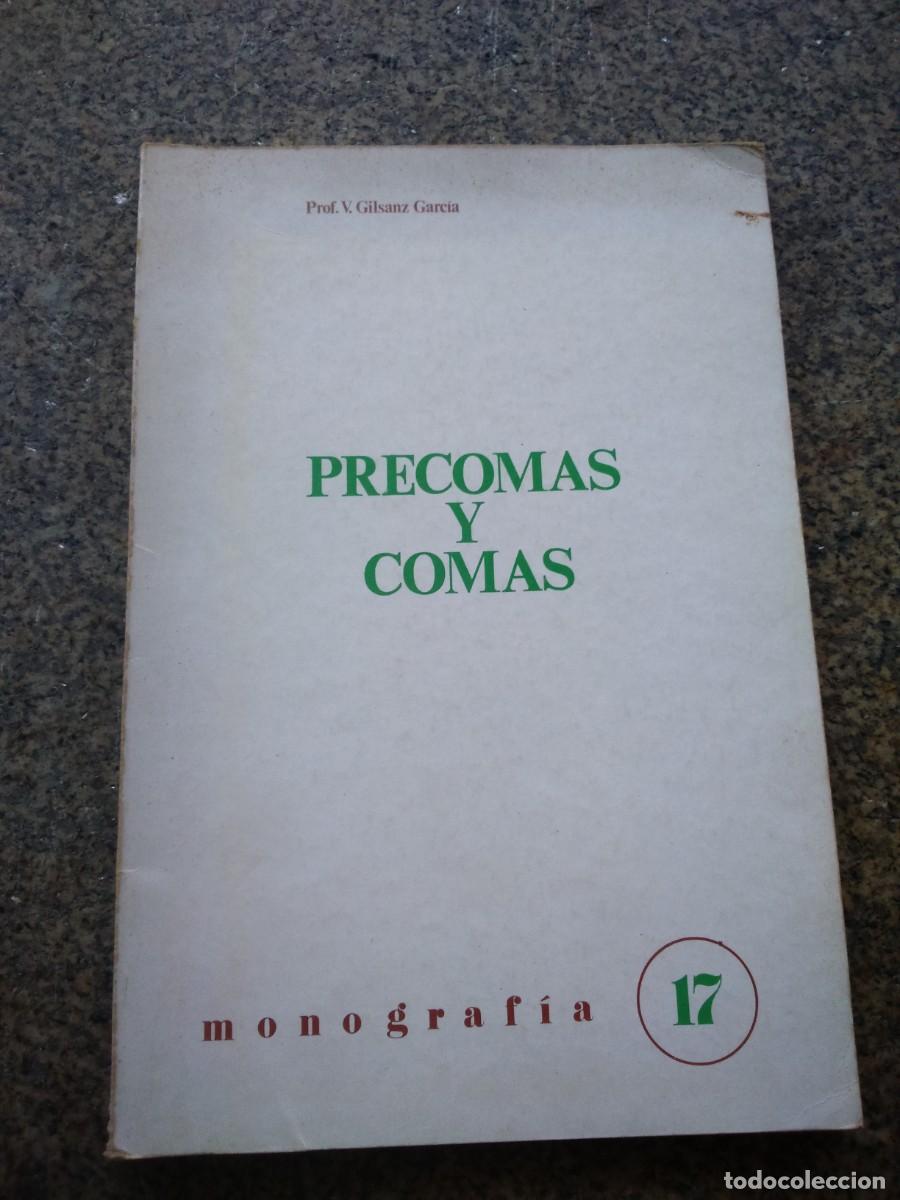 Prof. V. Gilsanz García
PRECOMAS
Y
COMAS
monografía 17
todocoleccion